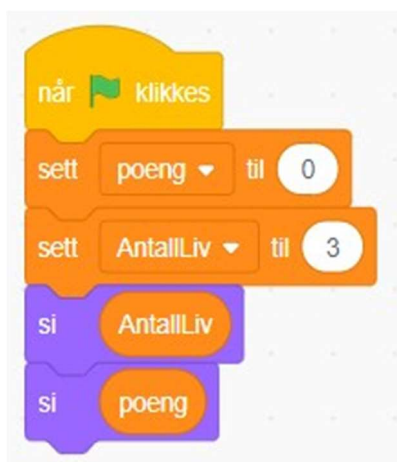 når klikkes
sett poeng til 0
sett AntallLiv til 3
si AntallLiv
si poeng